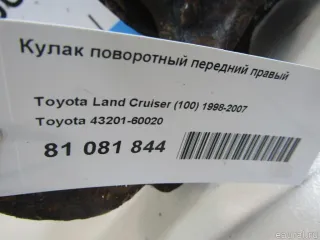 Кулак поворотный передний правый
Toyota Land Cruiser (100) 1998-2007
Toyota 43201-60020
81 081 844